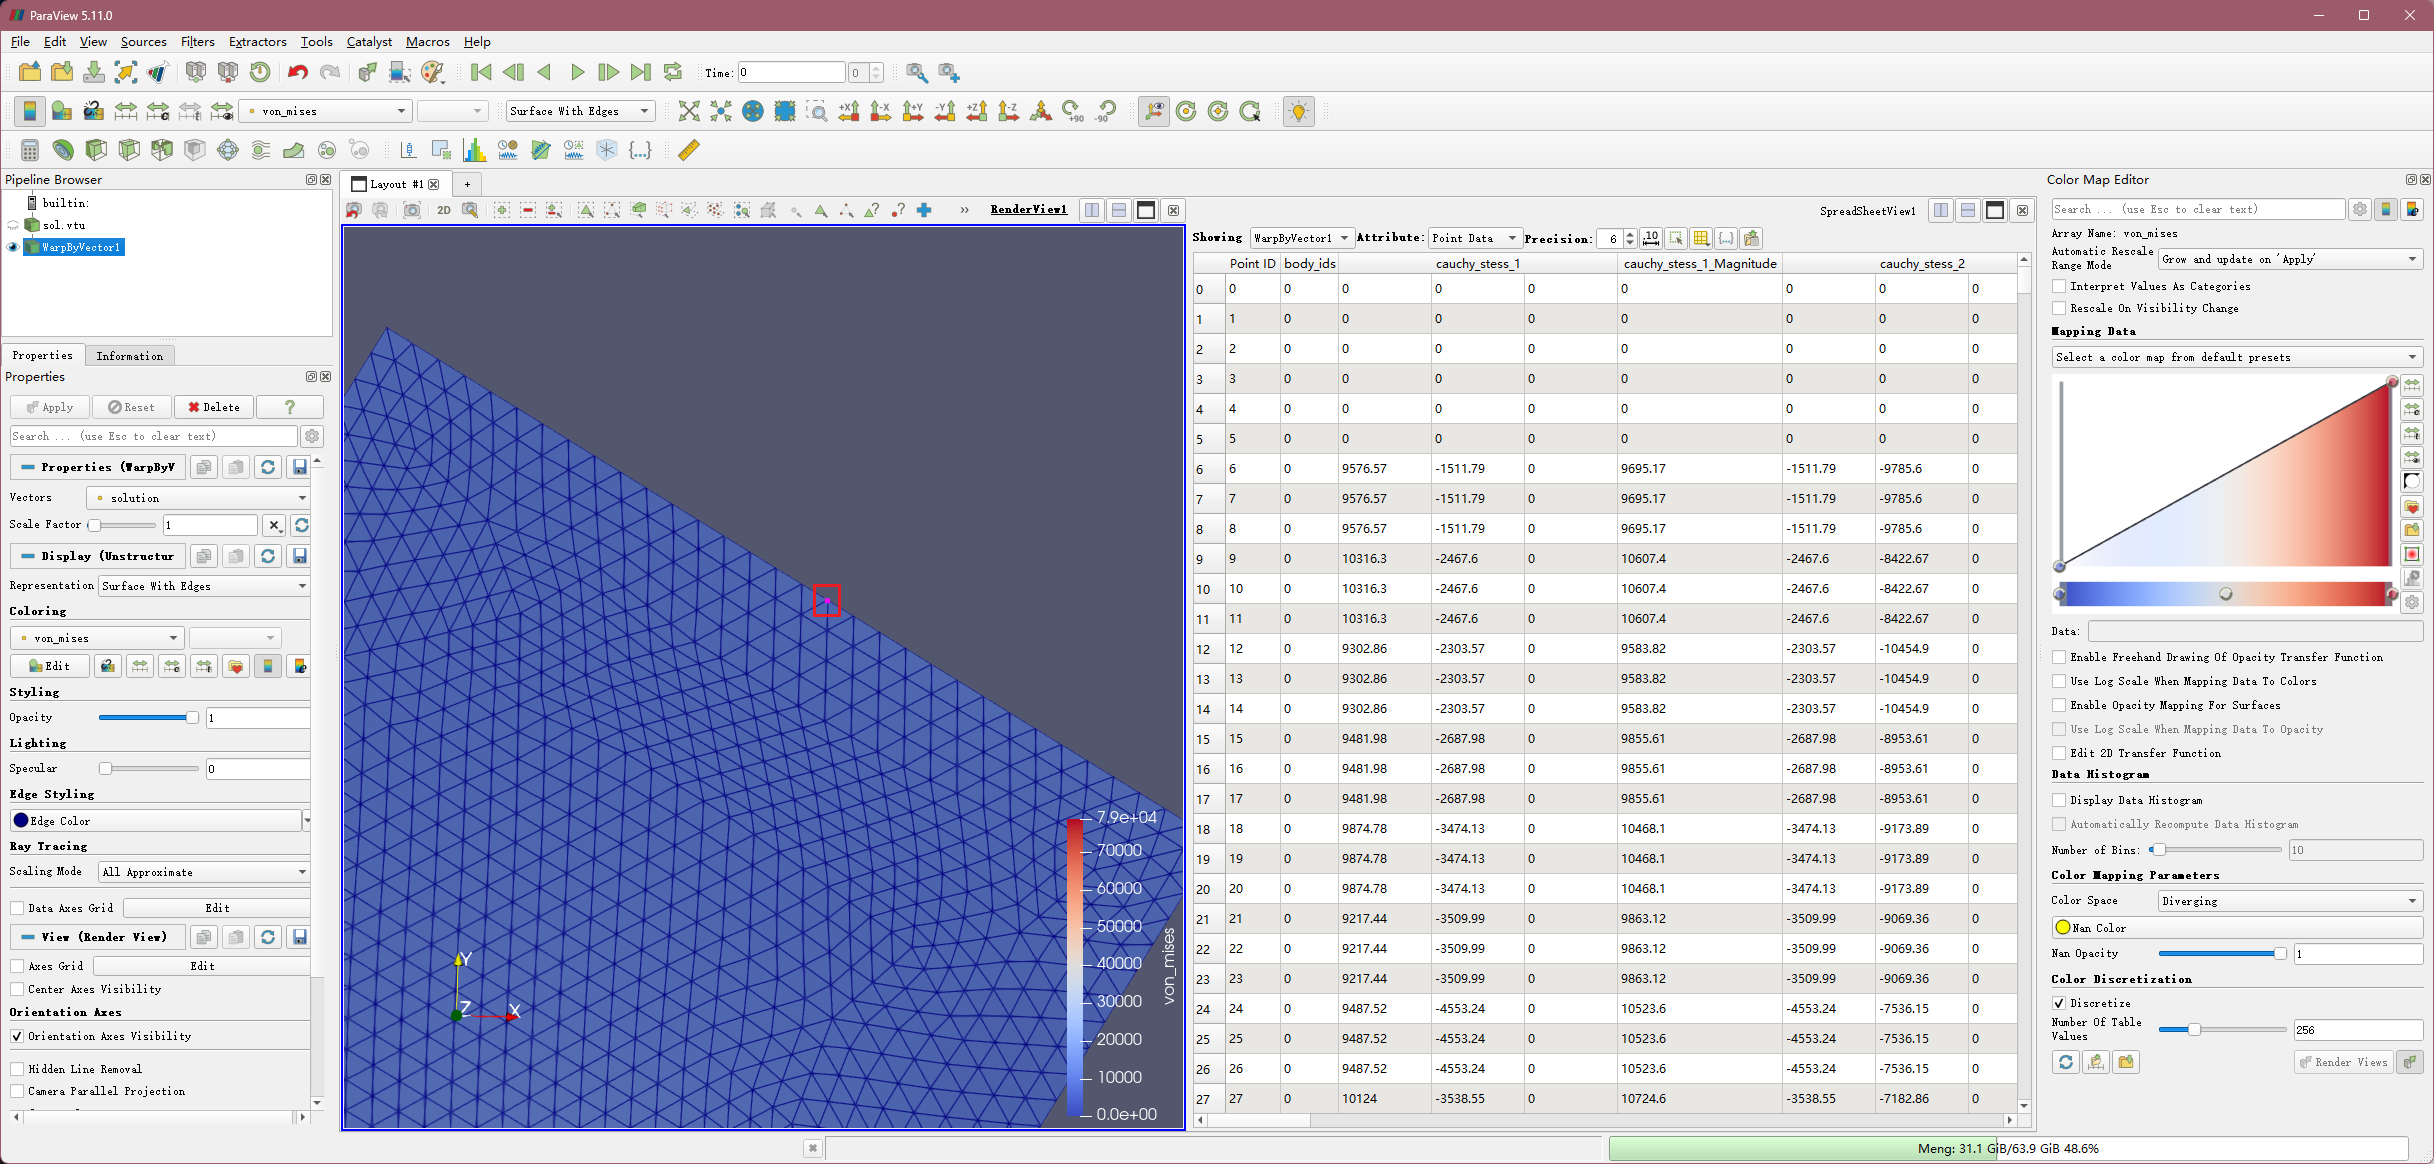 ParaView 5.11.0
File Edit View Sources Filters Extractors Tools Catalyst Macros Help
Time: 0 0
von_mises Surface With Edges +X -X +Y -Y +Z -Z +90 -90
Pipeline Browser
builtin:
sol.vtu
WarpByVector1
Properties Information
Properties
Apply Reset Delete ?
Search ... (use Esc to clear text)
Properties (WarpByV
Vectors solution
Scale Factor 1
Display (Unstructur
Representation Surface With Edges
Coloring
von_mises
Edit
Styling
Opacity 1
Lighting
Specular 0
Edge Styling
Edge Color
Ray Tracing
Scaling Mode All Approximate
Data Axes Grid Edit
View (Render View)
Axes Grid Edit
Center Axes Visibility
Orientation Axes
Orientation Axes Visibility
Hidden Line Removal
Camera Parallel Projection
Layout #1 +
2D RenderView1
Y
Z X
7.9e+04
70000
60000
50000
40000
30000
20000
10000
0.0e+00
von_mises
SpreadSheetView1
Showing WarpByVector1 Attribute: Point Data Precision: 6
Point ID body_ids cauchy_stess_1 cauchy_stess_1_Magnitude cauchy_stess_2
0 0 0 0 0 0 0 0 0 0
1 1 0 0 0 0 0 0 0 0
2 2 0 0 0 0 0 0 0 0
3 3 0 0 0 0 0 0 0 0
4 4 0 0 0 0 0 0 0 0
5 5 0 0 0 0 0 0 0 0
6 6 0 9576.57 -1511.79 0 9695.17 -1511.79 -9785.6 0
7 7 0 9576.57 -1511.79 0 9695.17 -1511.79 -9785.6 0
8 8 0 9576.57 -1511.79 0 9695.17 -1511.79 -9785.6 0
9 9 0 10316.3 -2467.6 0 10607.4 -2467.6 -8422.67 0
10 10 0 10316.3 -2467.6 0 10607.4 -2467.6 -8422.67 0
11 11 0 10316.3 -2467.6 0 10607.4 -2467.6 -8422.67 0
12 12 0 9302.86 -2303.57 0 9583.82 -2303.57 -10454.9 0
13 13 0 9302.86 -2303.57 0 9583.82 -2303.57 -10454.9 0
14 14 0 9302.86 -2303.57 0 9583.82 -2303.57 -10454.9 0
15 15 0 9481.98 -2687.98 0 9855.61 -2687.98 -8953.61 0
16 16 0 9481.98 -2687.98 0 9855.61 -2687.98 -8953.61 0
17 17 0 9481.98 -2687.98 0 9855.61 -2687.98 -8953.61 0
18 18 0 9874.78 -3474.13 0 10468.1 -3474.13 -9173.89 0
19 19 0 9874.78 -3474.13 0 10468.1 -3474.13 -9173.89 0
20 20 0 9874.78 -3474.13 0 10468.1 -3474.13 -9173.89 0
21 21 0 9217.44 -3509.99 0 9863.12 -3509.99 -9069.36 0
22 22 0 9217.44 -3509.99 0 9863.12 -3509.99 -9069.36 0
23 23 0 9217.44 -3509.99 0 9863.12 -3509.99 -9069.36 0
24 24 0 9487.52 -4553.24 0 10523.6 -4553.24 -7536.15 0
25 25 0 9487.52 -4553.24 0 10523.6 -4553.24 -7536.15 0
26 26 0 9487.52 -4553.24 0 10523.6 -4553.24 -7536.15 0
27 27 0 10124 -3538.55 0 10724.6 -3538.55 -7182.86 0
Color Map Editor
Search ... (use Esc to clear text)
Array Name: von_mises
Automatic Rescale Range Mode Grow and update on 'Apply'
Interpret Values As Categories
Rescale On Visibility Change
Mapping Data
Select a color map from default presets
Data:
Enable Freehand Drawing Of Opacity Transfer Function
Use Log Scale When Mapping Data To Colors
Enable Opacity Mapping For Surfaces
Use Log Scale When Mapping Data To Opacity
Edit 2D Transfer Function
Data Histogram
Display Data Histogram
Automatically Recompute Data Histogram
Number of Bins: 10
Color Mapping Parameters
Color Space Diverging
Nan Color
Nan Opacity 1
Color Discretization
Discretize
Number Of Table Values 256
Render Views
Meng: 31.1 GiB/63.9 GiB 48.6%